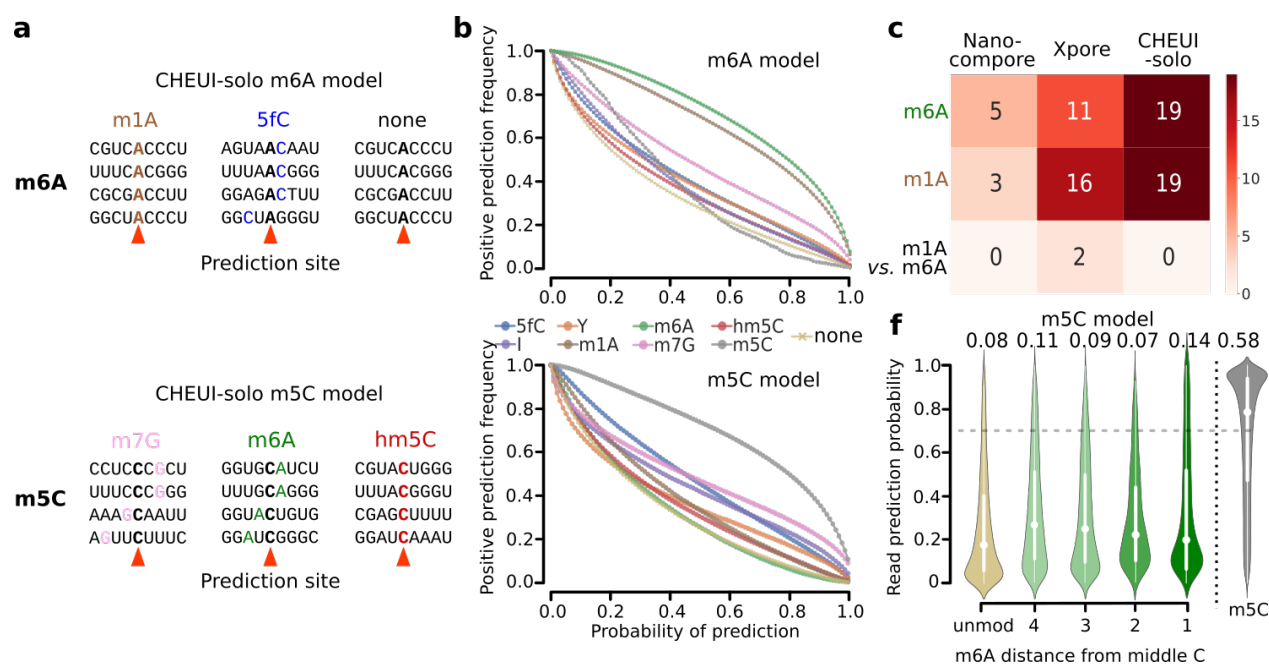 a
CHEUI-solo m6A model
m1A 5fC none
m6A
CGUCACCCU AGUAACAAU CGUCACCCU
UUUCACGGG UUUAACGGG UUUCACGGG
CGCGACCUU GGAGACTUU CGCGACCUU
GGCUACCCU GGCUAGGGU GGCUACCCU
Prediction site
CHEUI-solo m5C model
m7G m6A hm5C
m5C
CCUCCCGCU GGUGCAUCU CGUACUGGG
UUUCCCGGG UUUGCAGGG UUUACGGGU
AAAGCAAUU GGUACUGUG CGAGCUUUU
AGUUCUUUC GGAUCGGGC GGAUCAAAU
Prediction site
b
Positive prediction frequency
m6A model
1.0
0.8
0.6
0.4
0.2
0.0
0.0 0.2 0.4 0.6 0.8 1.0
5fC Y m6A hm5C none
I m1A m7G m5C
Positive prediction frequency
m5C model
1.0
0.8
0.6
0.4
0.2
0.0
0.0 0.2 0.4 0.6 0.8 1.0
Probability of prediction
c
Nano-
compore
Xpore
CHEUI
-solo
m6A 5 11 19
m1A 3 16 19
m1A
vs. m6A
0 2 0
15
10
5
0
f
m5C model
0.08 0.11 0.09 0.07 0.14 0.58
Read prediction probability
1.0
0.8
0.6
0.4
0.2
0
m5C
unmod 4 3 2 1
m6A distance from middle C